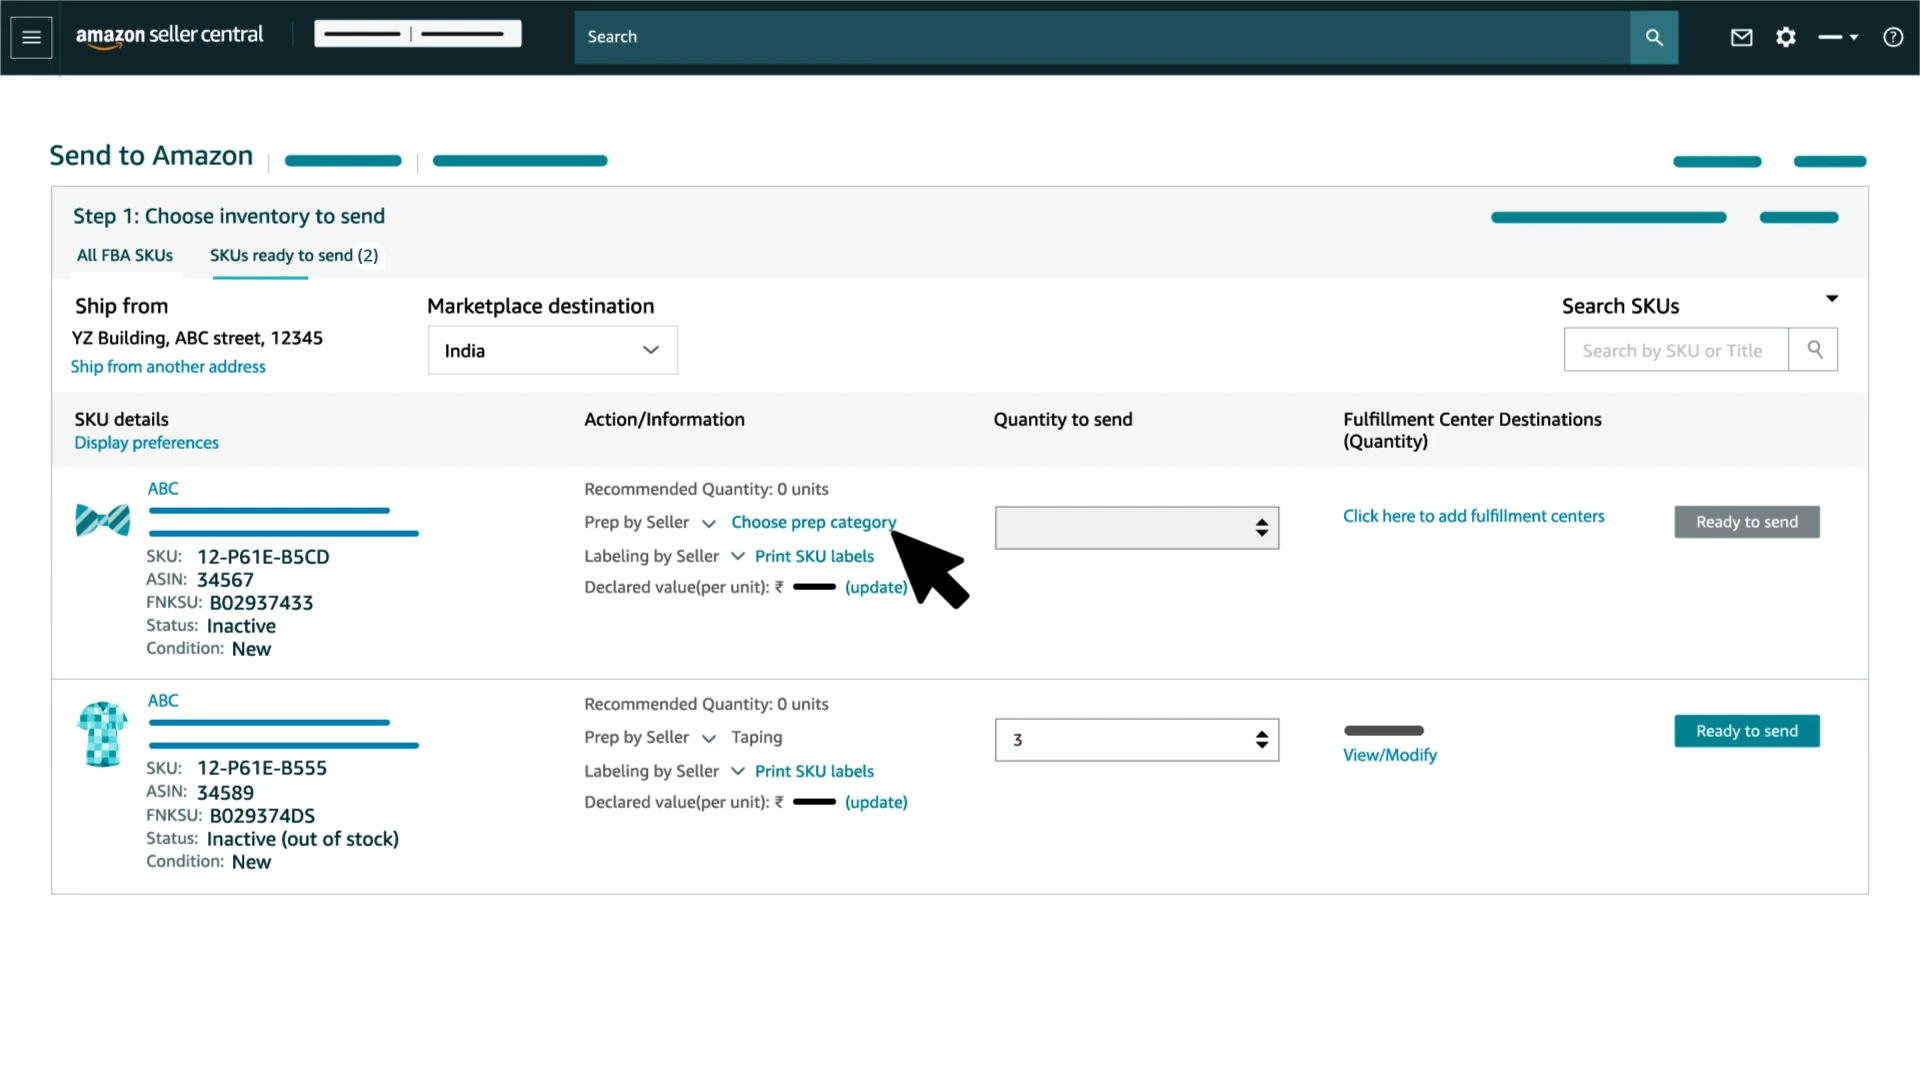 amazon seller central
Search
Send to Amazon
Step 1: Choose inventory to send
All FBA SKUs
SKUs ready to send (2)
Ship from
YZ Building, ABC street, 12345
Ship from another address
Marketplace destination
India
Search SKUs
Search by SKU or Title
SKU details
Display preferences
Action/Information
Quantity to send
Fulfillment Center Destinations
(Quantity)
ABC
SKU: 12-P61E-B5CD
ASIN: 34567
FNKSU: B02937433
Status: Inactive
Condition: New
Recommended Quantity: 0 units
Prep by Seller Choose prep category
Labeling by Seller Print SKU labels
Declared value(per unit): ₹ (update)
Click here to add fulfillment centers
Ready to send
ABC
SKU: 12-P61E-B555
ASIN: 34589
FNKSU: B029374DS
Status: Inactive (out of stock)
Condition: New
Recommended Quantity: 0 units
Prep by Seller Taping
Labeling by Seller Print SKU labels
Declared value(per unit): ₹ (update)
3
View/Modify
Ready to send